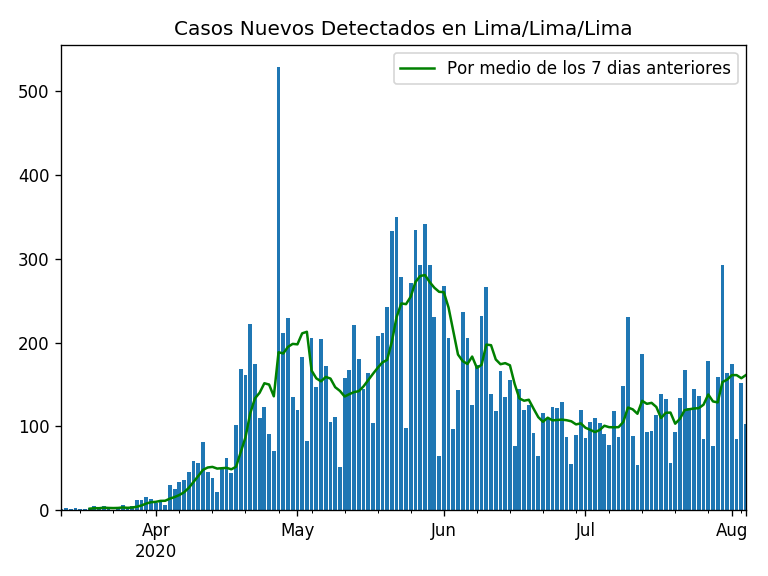 Casos Nuevos Detectados en Lima/Lima/Lima
Por medio de los 7 dias anteriores
500
400
300
200
100
0
Apr
2020
May
Jun
Jul
Aug